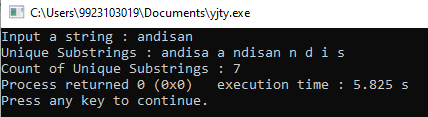 C:\Users\9923103019\Documents\yjty.exe
Input a string : andisan
Unique Substrings : andisa a ndisan n d i s
Count of Unique Substrings : 7
Process returned 0 (0x0)   execution time : 5.825 s
Press any key to continue.